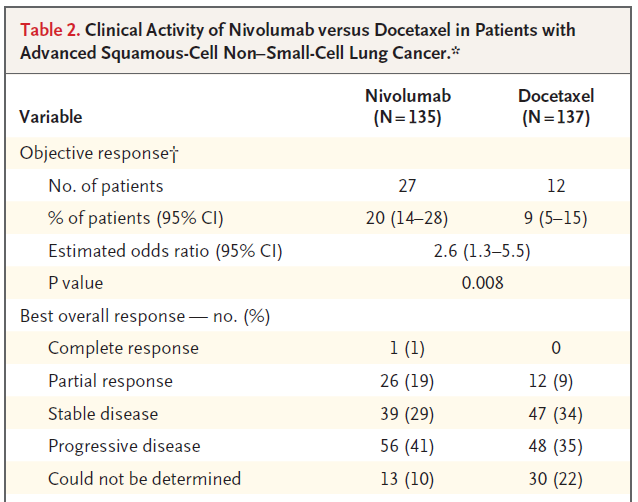 Table 2. Clinical Activity of Nivolumab versus Docetaxel in Patients with
Advanced Squamous-Cell Non–Small-Cell Lung Cancer.*
Variable Nivolumab (N=135) Docetaxel (N=137)
Objective response†
No. of patients 27 12
% of patients (95% CI) 20 (14–28) 9 (5–15)
Estimated odds ratio (95% CI) 2.6 (1.3–5.5)
P value 0.008
Best overall response — no. (%)
Complete response 1 (1) 0
Partial response 26 (19) 12 (9)
Stable disease 39 (29) 47 (34)
Progressive disease 56 (41) 48 (35)
Could not be determined 13 (10) 30 (22)